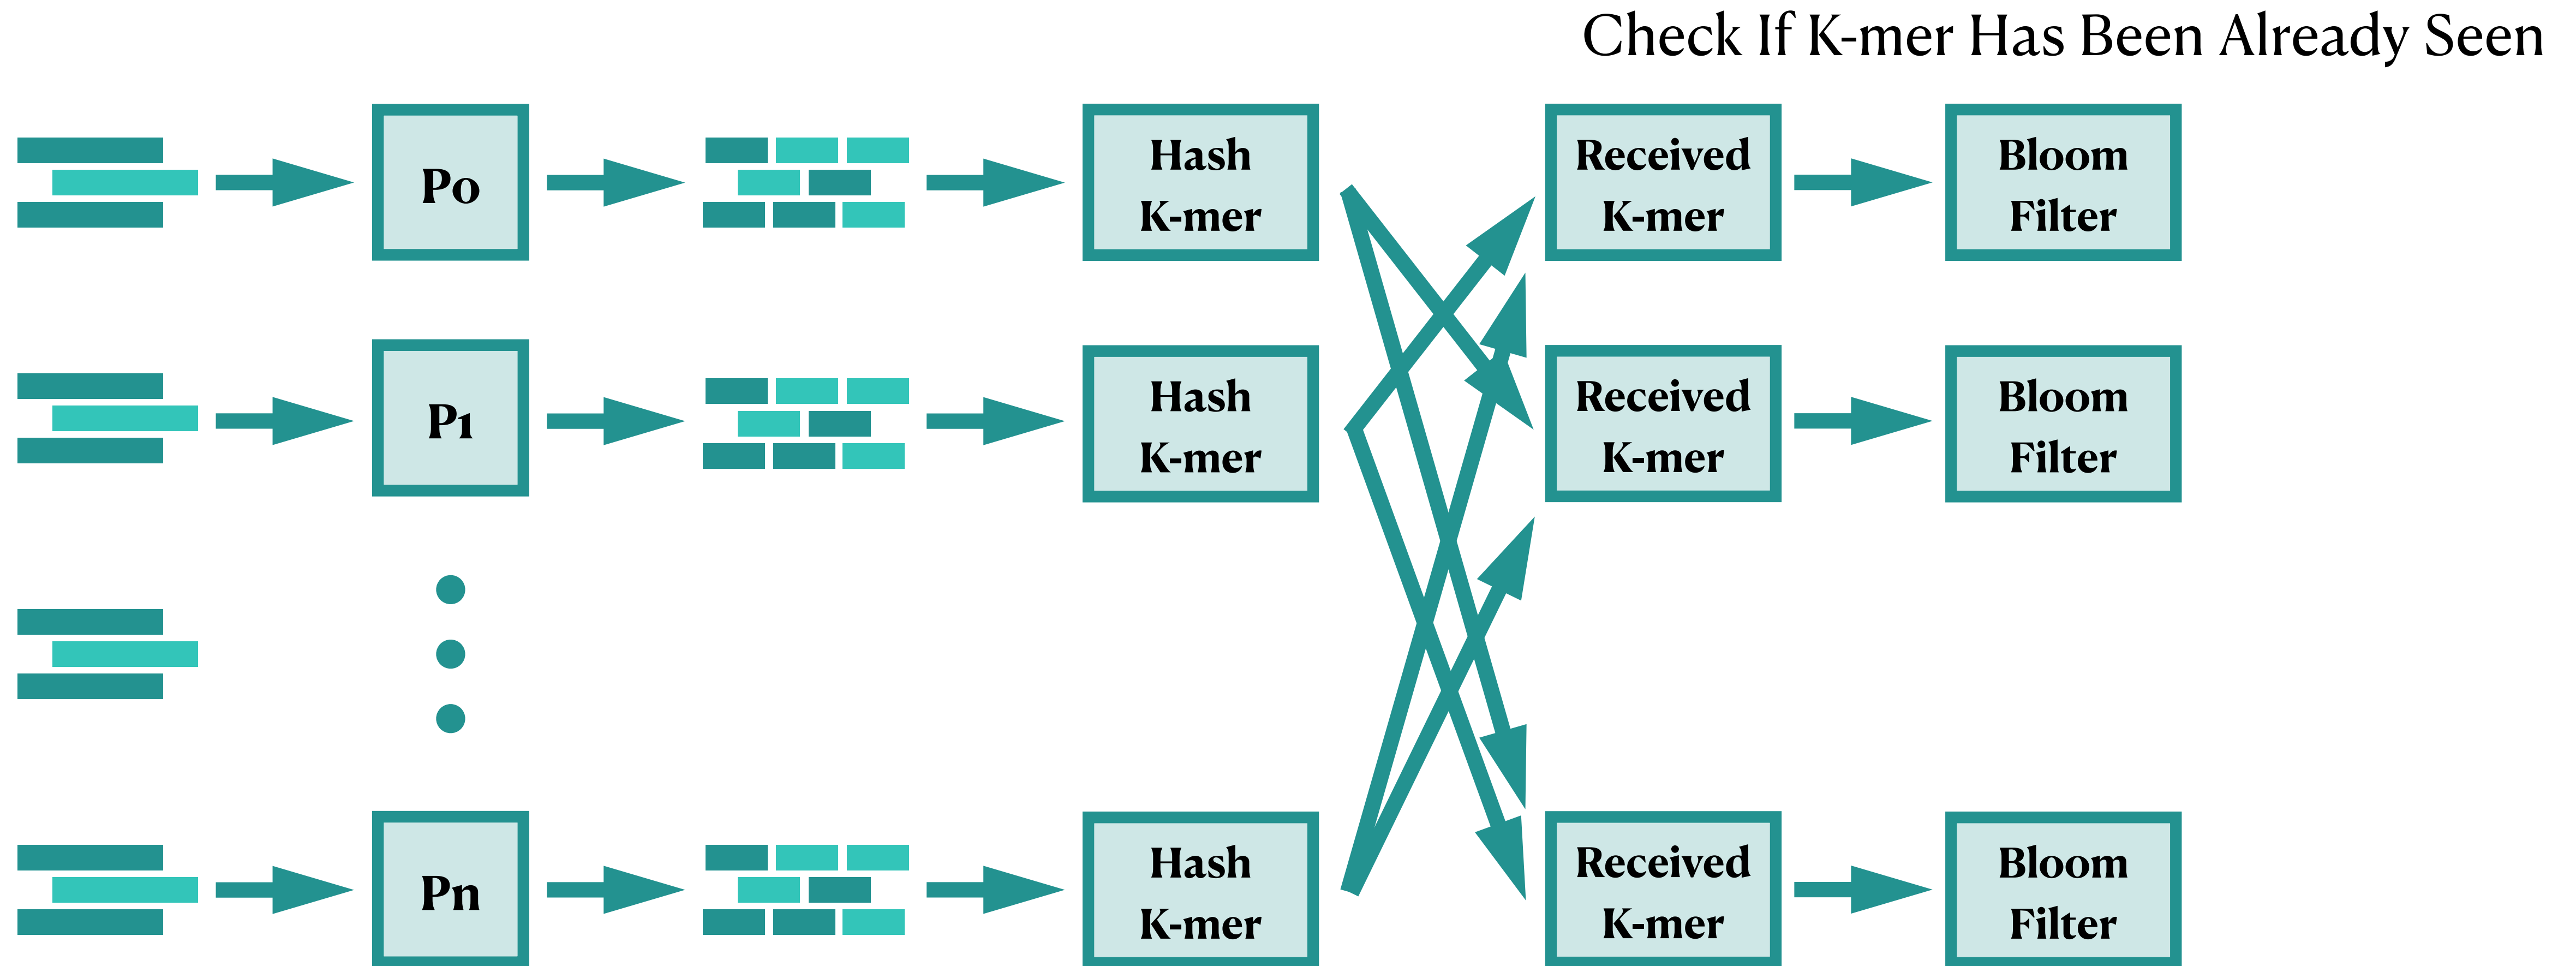 Check If K-mer Has Been Already Seen
P0
Hash
K-mer
Received
K-mer
Bloom
Filter
P1
Hash
K-mer
Received
K-mer
Bloom
Filter
Pn
Hash
K-mer
Received
K-mer
Bloom
Filter